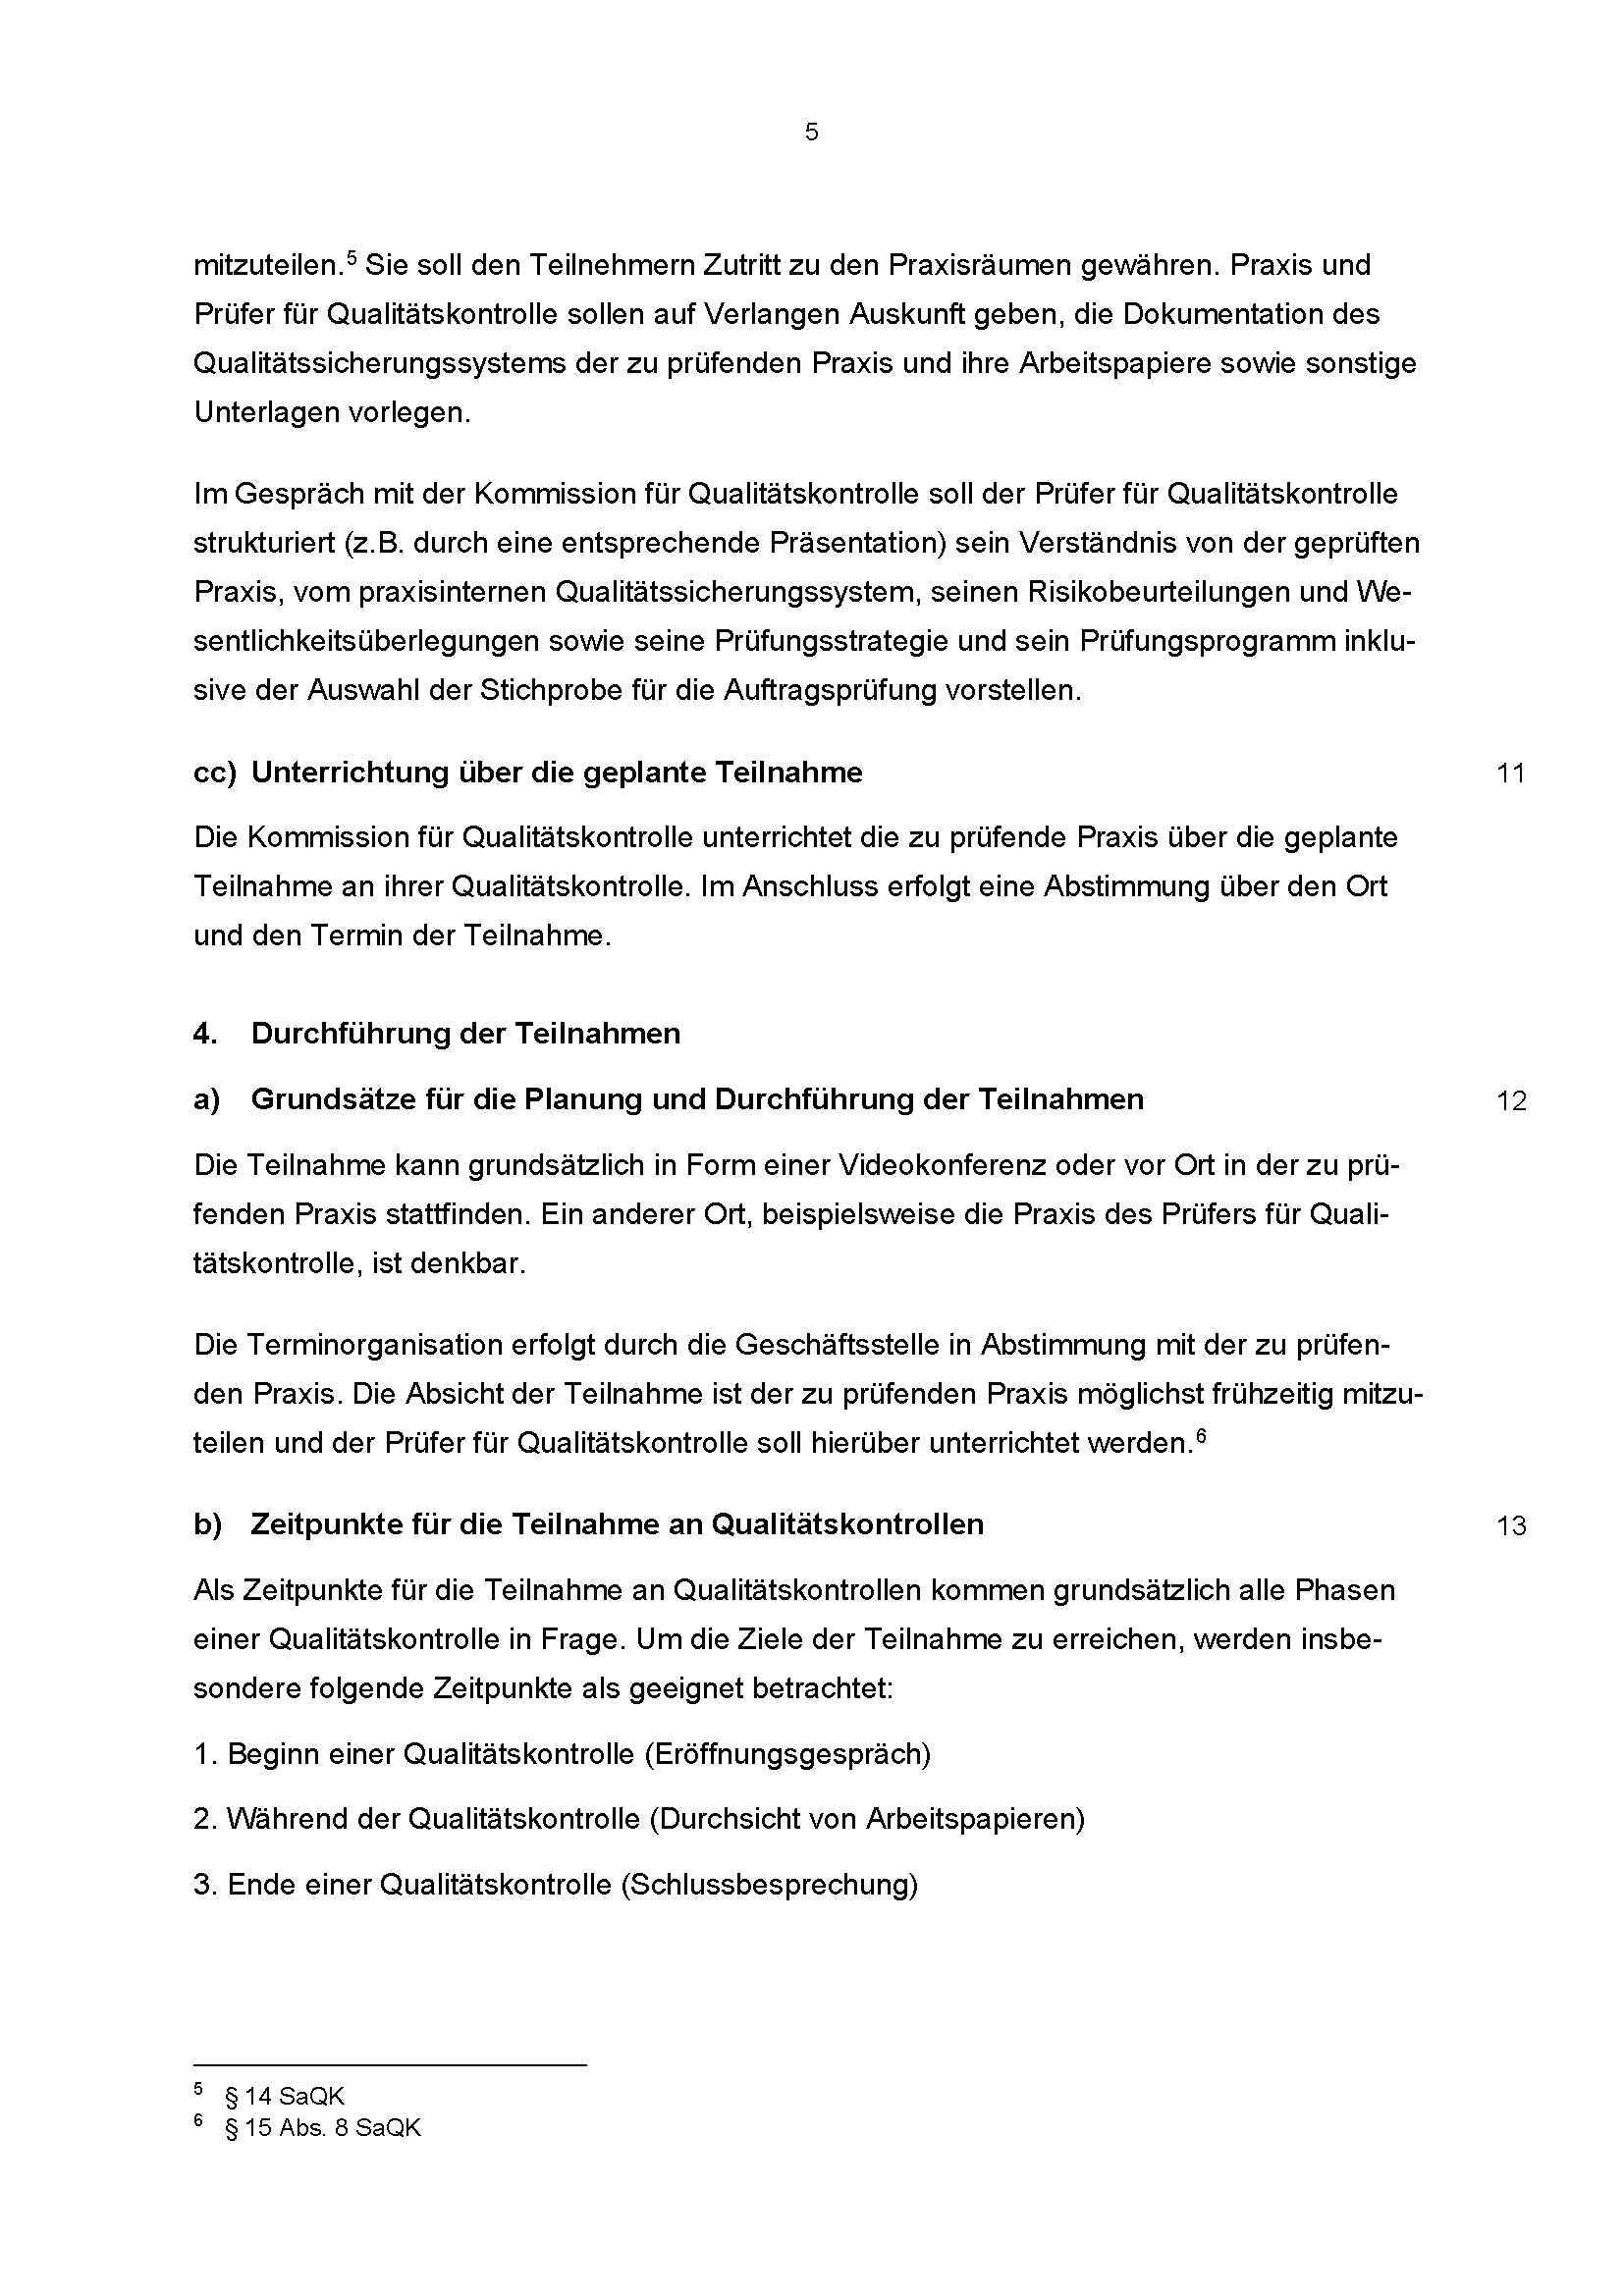 5
mitzuteilen.⁵ Sie soll den Teilnehmern Zutritt zu den Praxisräumen gewähren. Praxis und
Prüfer für Qualitätskontrolle sollen auf Verlangen Auskunft geben, die Dokumentation des
Qualitätssicherungssystems der zu prüfenden Praxis und ihre Arbeitspapiere sowie sonstige
Unterlagen vorlegen.
Im Gespräch mit der Kommission für Qualitätskontrolle soll der Prüfer für Qualitätskontrolle
strukturiert (z.B. durch eine entsprechende Präsentation) sein Verständnis von der geprüften
Praxis, vom praxisinternen Qualitätssicherungssystem, seinen Risikobeurteilungen und We-
sentlichkeitsüberlegungen sowie seine Prüfungsstrategie und sein Prüfungsprogramm inklu-
sive der Auswahl der Stichprobe für die Auftragsprüfung vorstellen.
cc) Unterrichtung über die geplante Teilnahme 11
Die Kommission für Qualitätskontrolle unterrichtet die zu prüfende Praxis über die geplante
Teilnahme an ihrer Qualitätskontrolle. Im Anschluss erfolgt eine Abstimmung über den Ort
und den Termin der Teilnahme.
4. Durchführung der Teilnahmen
a) Grundsätze für die Planung und Durchführung der Teilnahmen 12
Die Teilnahme kann grundsätzlich in Form einer Videokonferenz oder vor Ort in der zu prü-
fenden Praxis stattfinden. Ein anderer Ort, beispielsweise die Praxis des Prüfers für Quali-
tätskontrolle, ist denkbar.
Die Terminorganisation erfolgt durch die Geschäftsstelle in Abstimmung mit der zu prüfen-
den Praxis. Die Absicht der Teilnahme ist der zu prüfenden Praxis möglichst frühzeitig mitzu-
teilen und der Prüfer für Qualitätskontrolle soll hierüber unterrichtet werden.⁶
b) Zeitpunkte für die Teilnahme an Qualitätskontrollen 13
Als Zeitpunkte für die Teilnahme an Qualitätskontrollen kommen grundsätzlich alle Phasen
einer Qualitätskontrolle in Frage. Um die Ziele der Teilnahme zu erreichen, werden insbe-
sondere folgende Zeitpunkte als geeignet betrachtet:
1. Beginn einer Qualitätskontrolle (Eröffnungsgespräch)
2. Während der Qualitätskontrolle (Durchsicht von Arbeitspapieren)
3. Ende einer Qualitätskontrolle (Schlussbesprechung)
⁵ § 14 SaQK
⁶ § 15 Abs. 8 SaQK